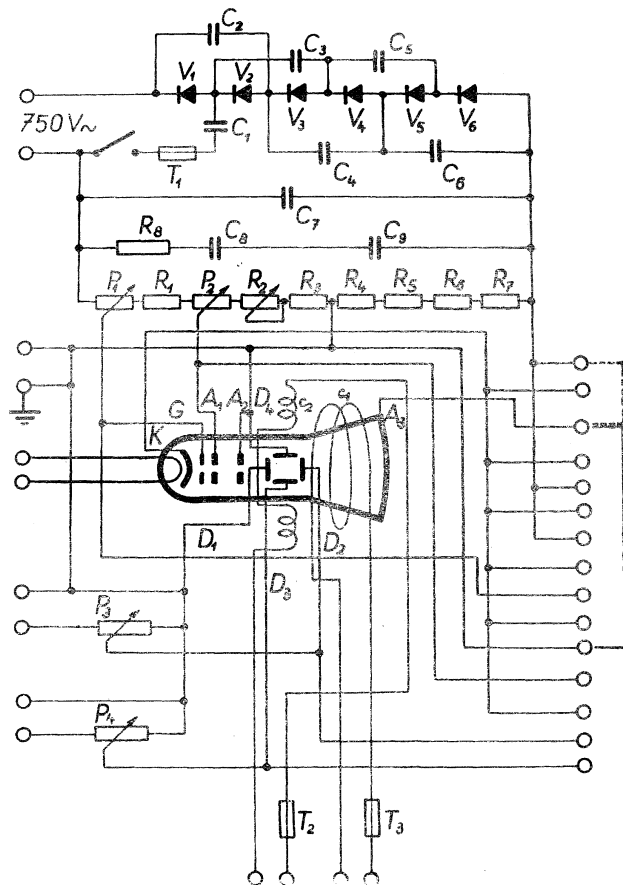 C₂
C₃ C₅
V₁ V₂ V₃ V₄ V₅ V₆
750V~
C₁
T₁ C₄ C₆
C₇
R₈ C₈ C₉
P₁ R₁ P₂ R₂ R₃ R₄ R₅ R₆ R₇
G A₁ A₂ D₄ c₂ c₁ A₃
K
D₁ D₂
D₃
P₃
P₄
T₂ T₃